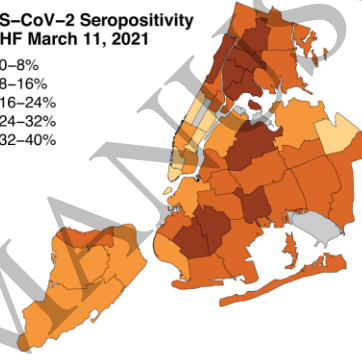 S–CoV–2 Seropositivity
HF March 11, 2021
0–8%
8–16%
16–24%
24–32%
32–40%